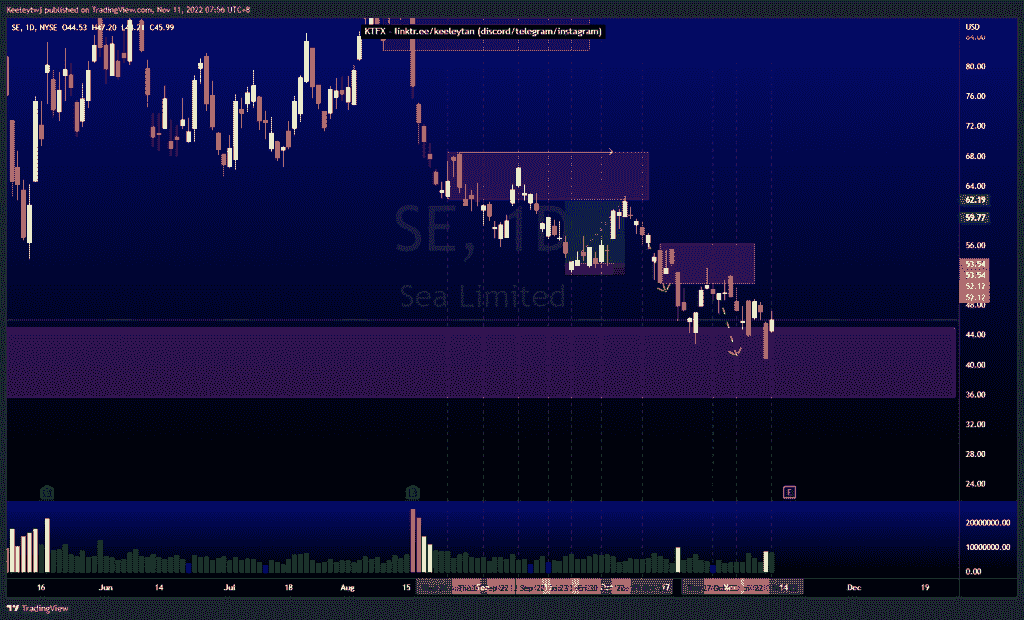 Keeleytwj published on TradingView.com, Nov 11, 2022 07:56 UTC+8
SE, 1D, NYSE O44.53 H47.20 L44.21 C45.99
KTFX - linktr.ee/keeleytan (discord/telegram/instagram)
USD
84.00
80.00
76.00
72.00
68.00
64.00
62.19
59.77
56.00
53.54
53.54
52.12
52.12
48.00
44.00
40.00
36.00
32.00
28.00
24.00
SE, 1D
Sea Limited
E
20000000.00
10000000.00
0.00
16 Jun 14 Jul 18 Aug 15 17 14 Dec 19
TradingView